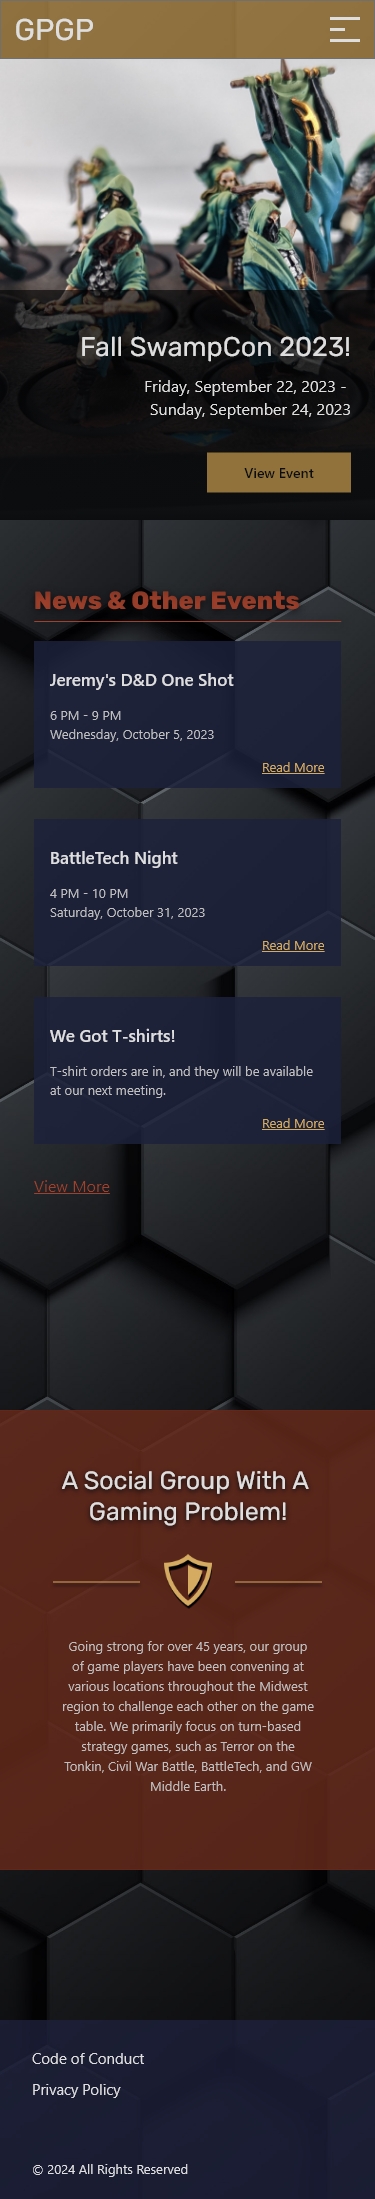 GPGP
Fall SwampCon 2023!
Friday, September 22, 2023 -
Sunday, September 24, 2023
View Event
News & Other Events
Jeremy's D&D One Shot
6 PM - 9 PM
Wednesday, October 5, 2023
Read More
BattleTech Night
4 PM - 10 PM
Saturday, October 31, 2023
Read More
We Got T-shirts!
T-shirt orders are in, and they will be available
at our next meeting.
Read More
View More
A Social Group With A
Gaming Problem!
Going strong for over 45 years, our group
of game players have been convening at
various locations throughout the Midwest
region to challenge each other on the game
table. We primarily focus on turn-based
strategy games, such as Terror on the
Tonkin, Civil War Battle, BattleTech, and GW
Middle Earth.
Code of Conduct
Privacy Policy
© 2024 All Rights Reserved